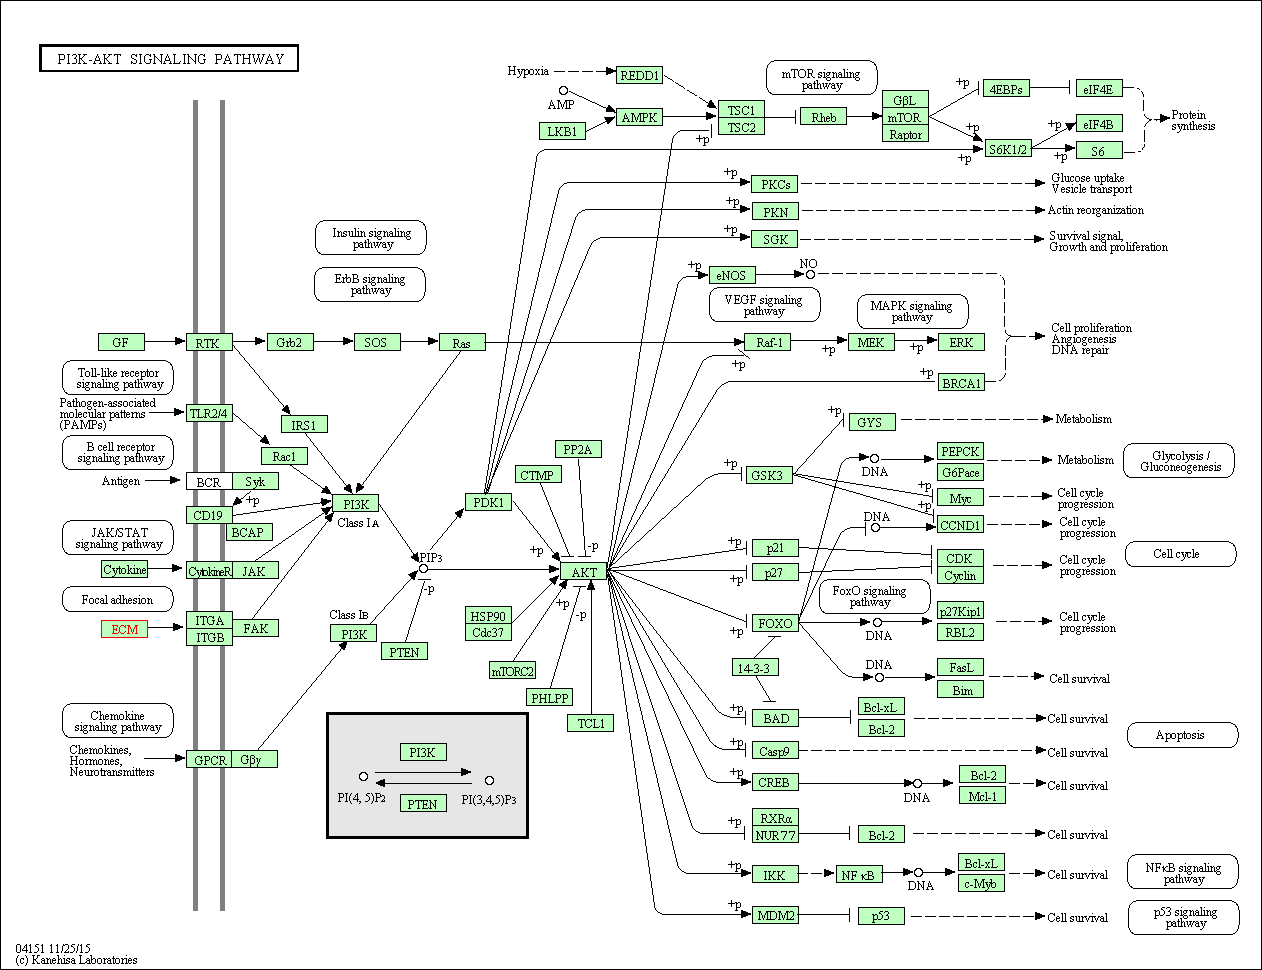 PI3K-AKT SIGNALING PATHWAY
Hypoxia
REDD1
mTOR signaling
pathway
+p
4EBPs
eIF4E
AMP
AMPK
LKB1
TSC1
TSC2
+p
Rheb
GβL
mTOR
Raptor
+p
S6K1/2
+p
+p
eIF4B
+p
S6
Protein
synthesis
+p
PKCs
Glucose uptake
Vesicle transport
+p
PKN
Actin reorganization
+p
SGK
Survival signal,
Growth and proliferation
Insulin signaling
pathway
ErbB signaling
pathway
+p
eNOS
NO
VEGF signaling
pathway
MAPK signaling
pathway
GF
RTK
Grb2
SOS
Ras
Raf-1
+p
+p
MEK
+p
ERK
Cell proliferation
Angiogenesis
DNA repair
+p
BRCA1
Toll-like receptor
signaling pathway
Pathogen-associated
molecular patterns
(PAMPs)
TLR2/4
IRS1
Rac1
B cell receptor
signaling pathway
Antigen
BCR
Syk
+p
CD19
BCAP
PI3K
Class IA
JAK/STAT
signaling pathway
Cytokine
CytokineR
JAK
Focal adhesion
ECM
ITGA
ITGB
FAK
Chemokine
signaling pathway
Chemokines,
Hormones,
Neurotransmitters
GPCR
Gβγ
Class IB
PI3K
PIP3
-p
PTEN
PDK1
CTMP
PP2A
+p
-p
AKT
HSP90
Cdc37
+p
-p
mTORC2
PHLPP
TCL1
PI3K
PI(4, 5)P2
PI(3,4,5)P3
PTEN
+p
GYS
Metabolism
+p
GSK3
DNA
PEPCK
G6Pace
Metabolism
Glycolysis /
Gluconeogenesis
+p
Myc
Cell cycle
progression
+p
DNA
CCND1
Cell cycle
progression
+p
p21
+p
p27
CDK
Cyclin
Cell cycle
progression
Cell cycle
FoxO signaling
pathway
+p
FOXO
DNA
p27Kip1
RBL2
Cell cycle
progression
14-3-3
DNA
FasL
Bim
Cell survival
+p
BAD
Bcl-xL
Bcl-2
Cell survival
+p
Casp9
Cell survival
Apoptosis
+p
CREB
DNA
Bcl-2
Mcl-1
Cell survival
+p
RXRα
NUR77
Bcl-2
Cell survival
+p
IKK
NFκB
DNA
Bcl-xL
c-Myb
Cell survival
NFκB signaling
pathway
+p
MDM2
p53
Cell survival
p53 signaling
pathway
04151 11/25/15
(c) Kanehisa Laboratories